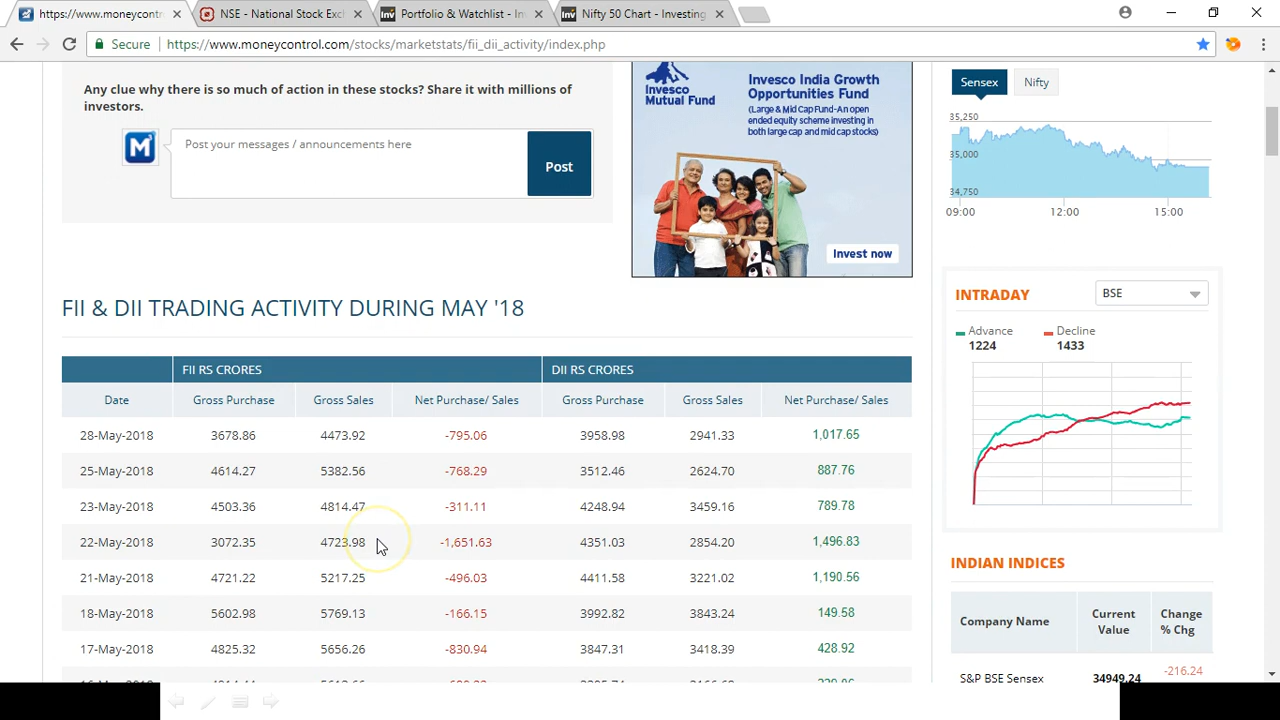 https://www.moneycont
NSE - National Stock Exc
Portfolio & Watchlist - In
Nifty 50 Chart - Investing
Secure
https://www.moneycontrol.com/stocks/marketstats/fii_dii_activity/index.php
Any clue why there is so much of action in these stocks? Share it with millions of
investors.
M
Post your messages / announcements here
Post
Invesco
Mutual Fund
Invesco India Growth
Opportunities Fund
(Large & Mid Cap Fund-An open
ended equity scheme investing in
both large cap and mid cap stocks)
Invest now
Sensex Nifty
35,250
35,000
34,750
09:00 12:00 15:00
FII & DII TRADING ACTIVITY DURING MAY '18
FII RS CRORES DII RS CRORES
Date Gross Purchase Gross Sales Net Purchase/ Sales Gross Purchase Gross Sales Net Purchase/ Sales
28-May-2018 3678.86 4473.92 -795.06 3958.98 2941.33 1,017.65
25-May-2018 4614.27 5382.56 -768.29 3512.46 2624.70 887.76
23-May-2018 4503.36 4814.47 -311.11 4248.94 3459.16 789.78
22-May-2018 3072.35 4723.98 -1,651.63 4351.03 2854.20 1,496.83
21-May-2018 4721.22 5217.25 -496.03 4411.58 3221.02 1,190.56
18-May-2018 5602.98 5769.13 -166.15 3992.82 3843.24 149.58
17-May-2018 4825.32 5656.26 -830.94 3847.31 3418.39 428.92
INTRADAY
BSE
Advance Decline
1224 1433
INDIAN INDICES
Company Name
Current
Value
Change
% Chg
S&P BSE Sensex 34949.24 -216.24